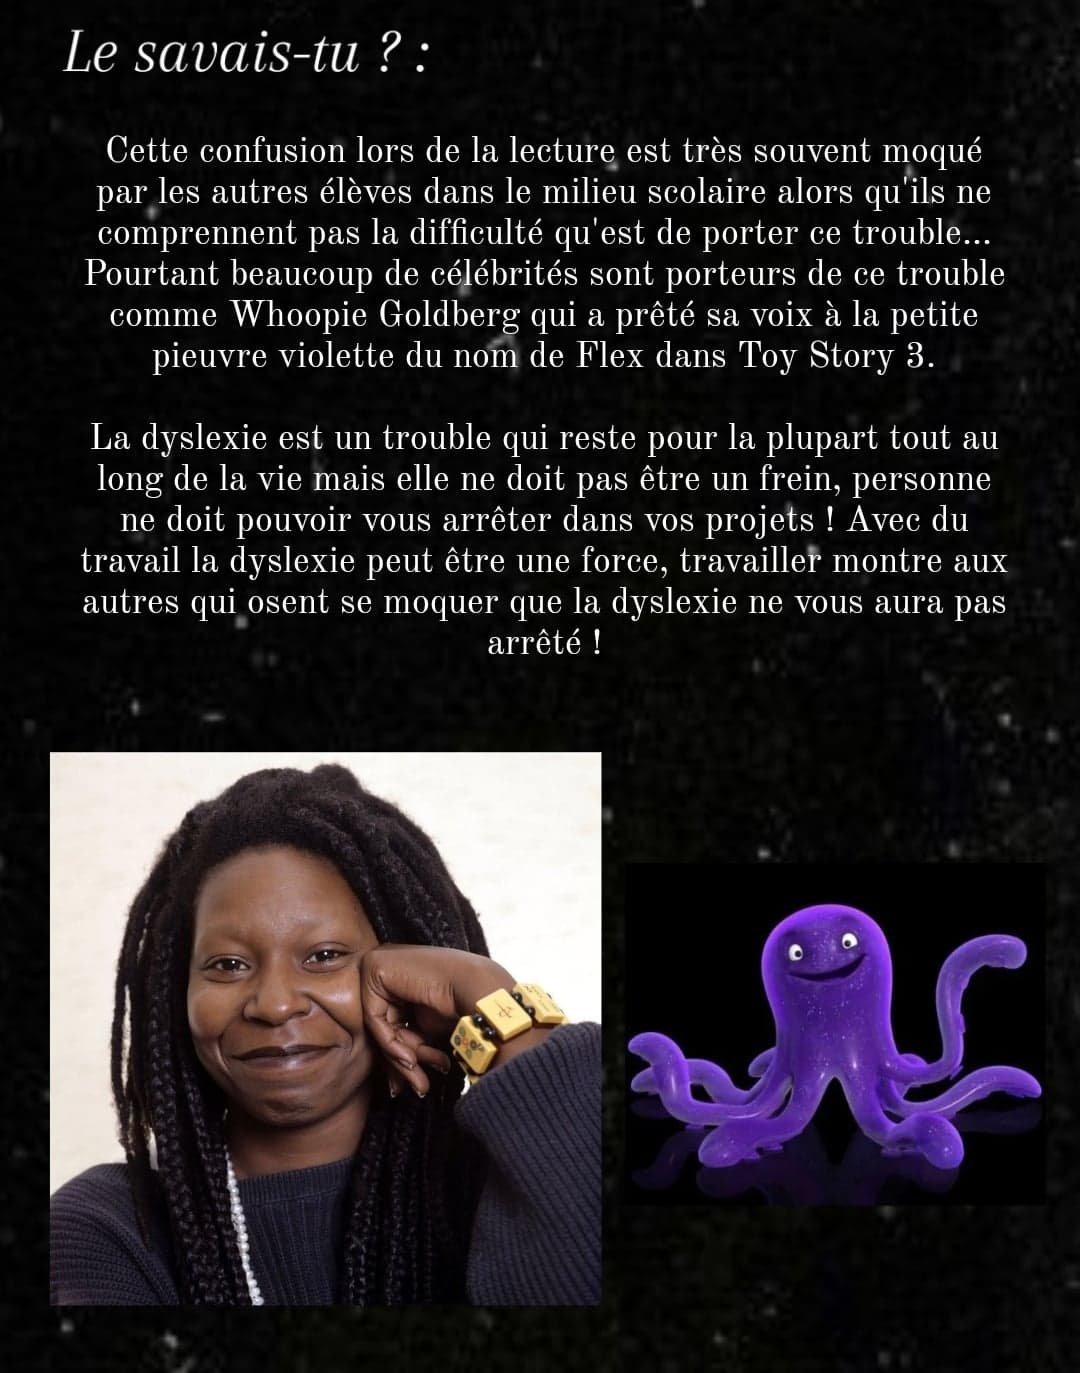 Le savais-tu ? :
Cette confusion lors de la lecture est très souvent moqué
par les autres élèves dans le milieu scolaire alors qu'ils ne
comprennent pas la difficulté qu'est de porter ce trouble...
Pourtant beaucoup de célébrités sont porteurs de ce trouble
comme Whoopie Goldberg qui a prêté sa voix à la petite
pieuvre violette du nom de Flex dans Toy Story 3.
La dyslexie est un trouble qui reste pour la plupart tout au
long de la vie mais elle ne doit pas être un frein, personne
ne doit pouvoir vous arrêter dans vos projets ! Avec du
travail la dyslexie peut être une force, travailler montre aux
autres qui osent se moquer que la dyslexie ne vous aura pas
arrêté !